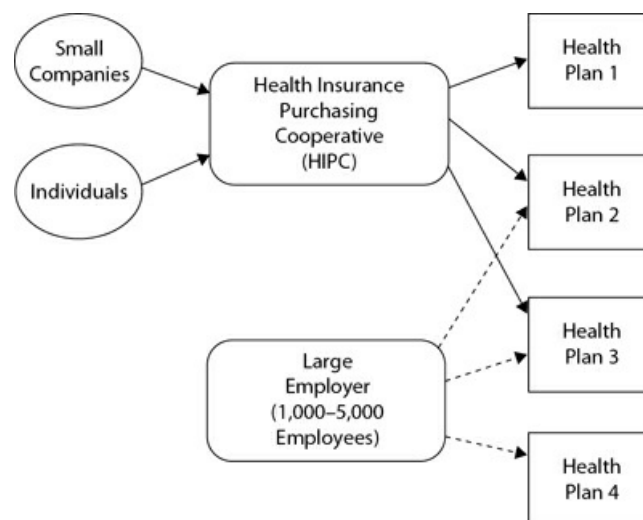 Small
Companies
Individuals
Health Insurance
Purchasing
Cooperative
(HIPC)
Large
Employer
(1,000–5,000
Employees)
Health
Plan 1
Health
Plan 2
Health
Plan 3
Health
Plan 4